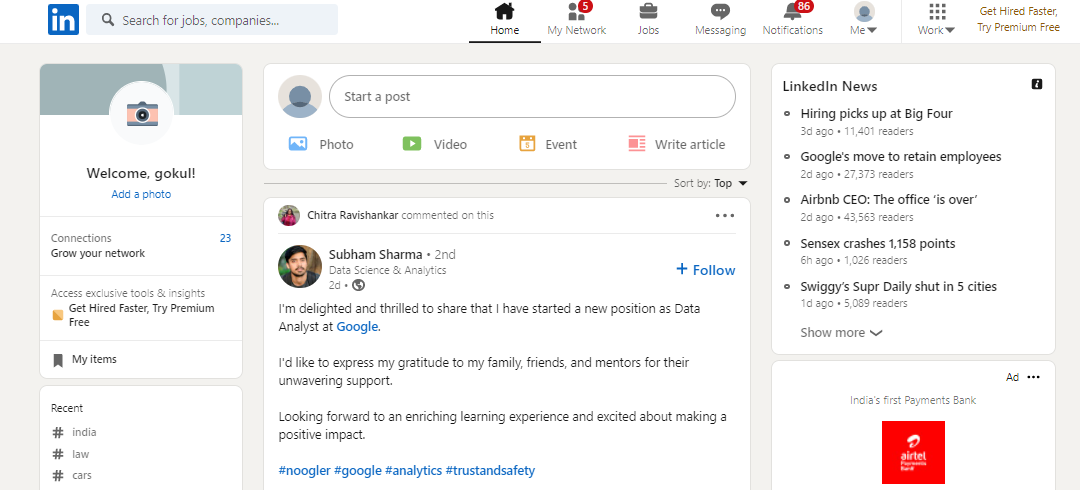 in
Search for jobs, companies...
Home
5
My Network
Jobs
Messaging
86
Notifications
Me
Work
Get Hired Faster,
Try Premium Free
Welcome, gokul!
Add a photo
Connections 23
Grow your network
Access exclusive tools & insights
Get Hired Faster, Try Premium
Free
My items
Recent
# india
# law
# cars
Start a post
Photo
Video
Event
Write article
Sort by: Top
Chitra Ravishankar commented on this
Subham Sharma • 2nd
Data Science & Analytics
2d •
+ Follow
I'm delighted and thrilled to share that I have started a new position as Data
Analyst at Google.
I'd like to express my gratitude to my family, friends, and mentors for their
unwavering support.
Looking forward to an enriching learning experience and excited about making a
positive impact.
#noogler #google #analytics #trustandsafety
LinkedIn News
Hiring picks up at Big Four
3d ago • 11,401 readers
Google's move to retain employees
2d ago • 27,373 readers
Airbnb CEO: The office ‘is over’
2d ago • 43,563 readers
Sensex crashes 1,158 points
6h ago • 1,026 readers
Swiggy’s Supr Daily shut in 5 cities
1d ago • 5,089 readers
Show more
Ad
India's first Payments Bank
airtel
Payments
Bank